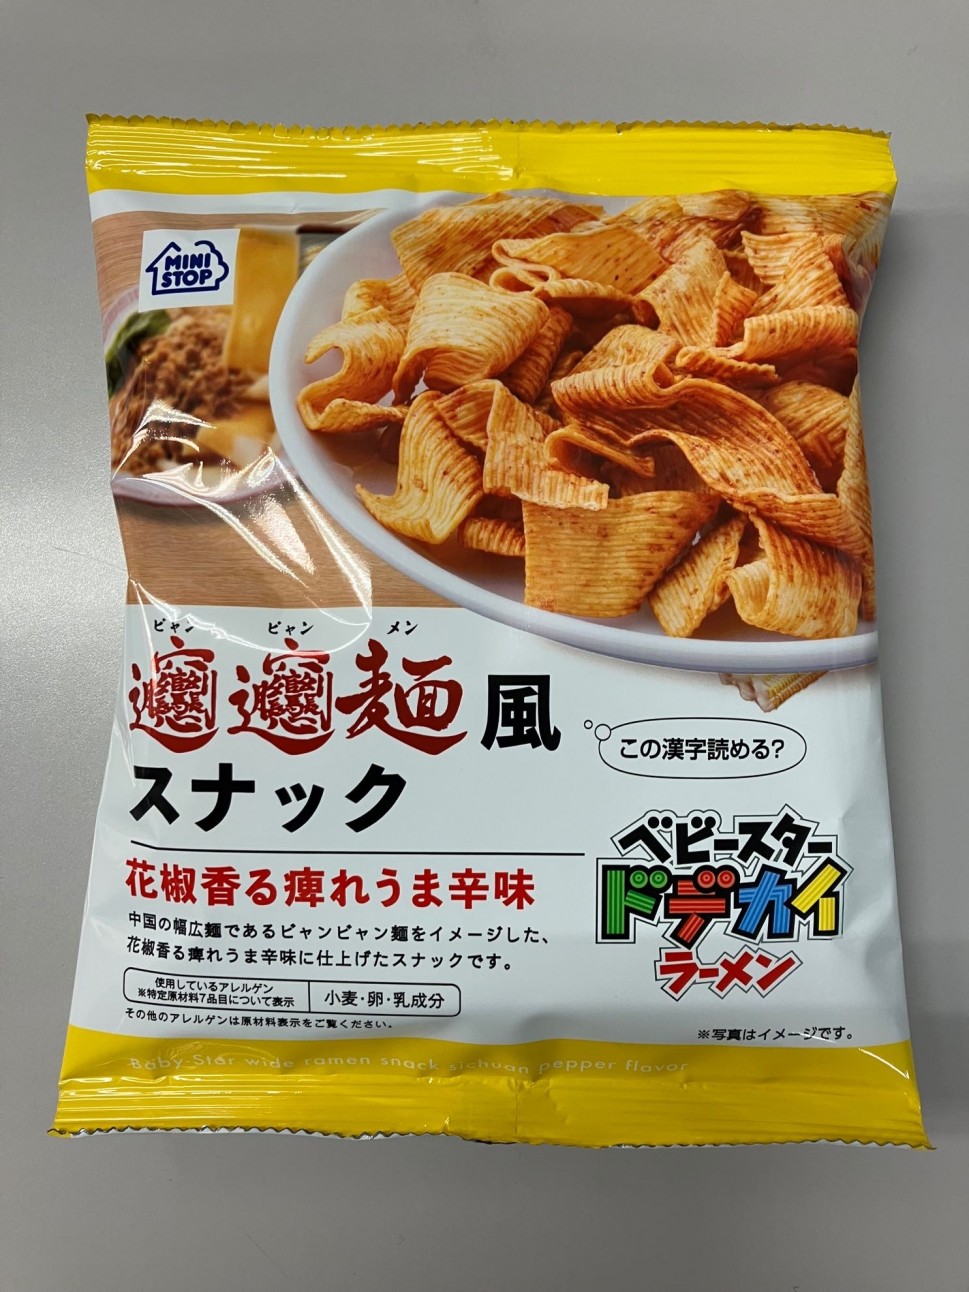 MINI
STOP
ビャン ビャン メン
𰻞𰻞麺風
スナック
この漢字読める?
花椒香る痺れうま辛味
中国の幅広麺であるビャンビャン麺をイメージした、
花椒香る痺れうま辛味に仕上げたスナックです。
使用しているアレルゲン
※特定原材料7品目について表示
小麦・卵・乳成分
その他のアレルゲンは原材料表示をご覧ください。
ベビースター
ドデカイ
ラーメン
※写真はイメージです。
Baby-Star wide ramen snack sichuan pepper flavor